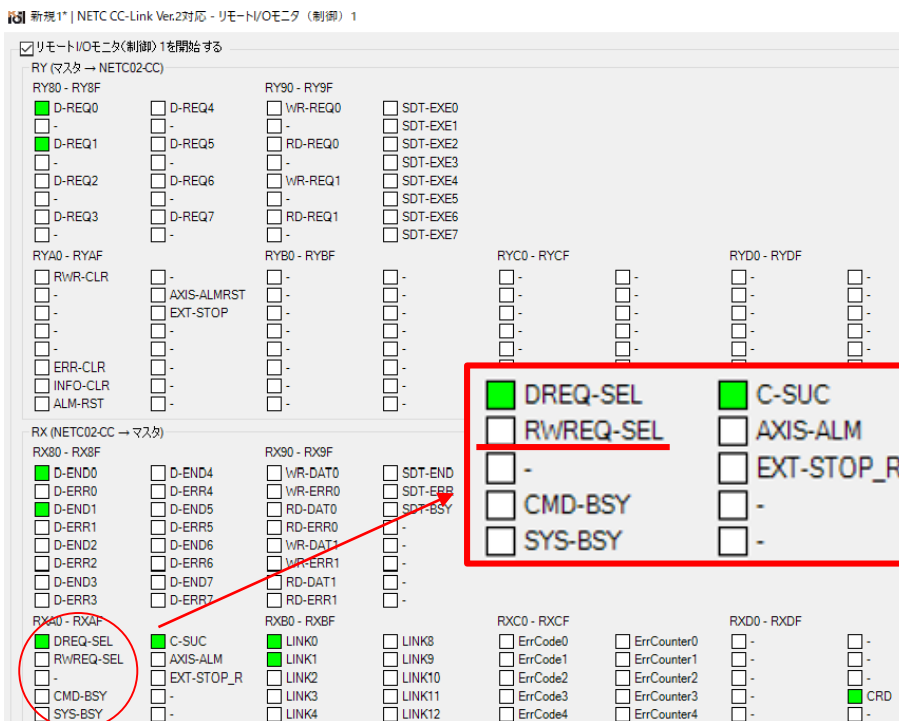 新規1* | NETC CC-Link Ver.2対応 - リモートI/Oモニタ（制御）1
リモートI/Oモニタ(制御) 1を開始する
RY (マスタ → NETC02-CC)
RY80 - RY8F RY90 - RY9F
D-REQ0 D-REQ4 WR-REQ0 SDT-EXE0
- - - SDT-EXE1
D-REQ1 D-REQ5 RD-REQ0 SDT-EXE2
- - - SDT-EXE3
D-REQ2 D-REQ6 WR-REQ1 SDT-EXE4
- - - SDT-EXE5
D-REQ3 D-REQ7 RD-REQ1 SDT-EXE6
- - - SDT-EXE7
RYA0 - RYAF RYB0 - RYBF RYC0 - RYCF RYD0 - RYDF
RWR-CLR - - - - - - -
- AXIS-ALMRST - - - - - -
- EXT-STOP - - - - - -
- - - - - - - -
- - - - - - - -
ERR-CLR - - -
INFO-CLR - - -
ALM-RST - - -
DREQ-SEL C-SUC
RWREQ-SEL AXIS-ALM
- EXT-STOP_R
CMD-BSY -
SYS-BSY -
RX (NETC02-CC → マスタ)
RX80 - RX8F RX90 - RX9F
D-END0 D-END4 WR-DAT0 SDT-END
D-ERR0 D-ERR4 WR-ERR0 SDT-ERR
D-END1 D-END5 RD-DAT0 SDT-BSY
D-ERR1 D-ERR5 RD-ERR0 -
D-END2 D-END6 WR-DAT1 -
D-ERR2 D-ERR6 WR-ERR1 -
D-END3 D-END7 RD-DAT1 -
D-ERR3 D-ERR7 RD-ERR1 -
RXA0 - RXAF RXB0 - RXBF RXC0 - RXCF RXD0 - RXDF
DREQ-SEL C-SUC LINK0 LINK8 ErrCode0 ErrCounter0 - -
RWREQ-SEL AXIS-ALM LINK1 LINK9 ErrCode1 ErrCounter1 - -
- EXT-STOP_R LINK2 LINK10 ErrCode2 ErrCounter2 - -
CMD-BSY - LINK3 LINK11 ErrCode3 ErrCounter3 - CRD
SYS-BSY - LINK4 LINK12 ErrCode4 ErrCounter4 - -